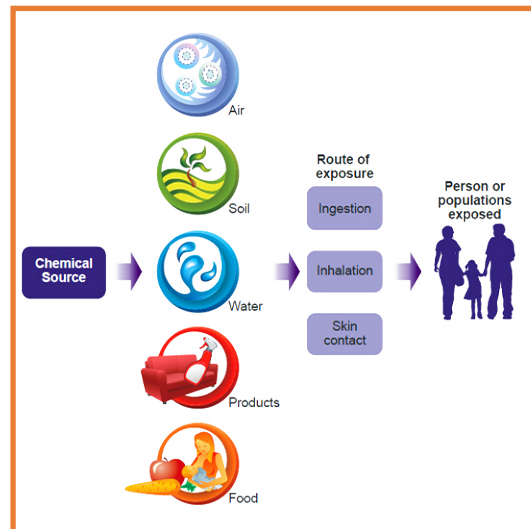 Air
Soil
Chemical
Source
Water
Products
Food
Route of
exposure
Ingestion
Inhalation
Skin
contact
Person or
populations
exposed